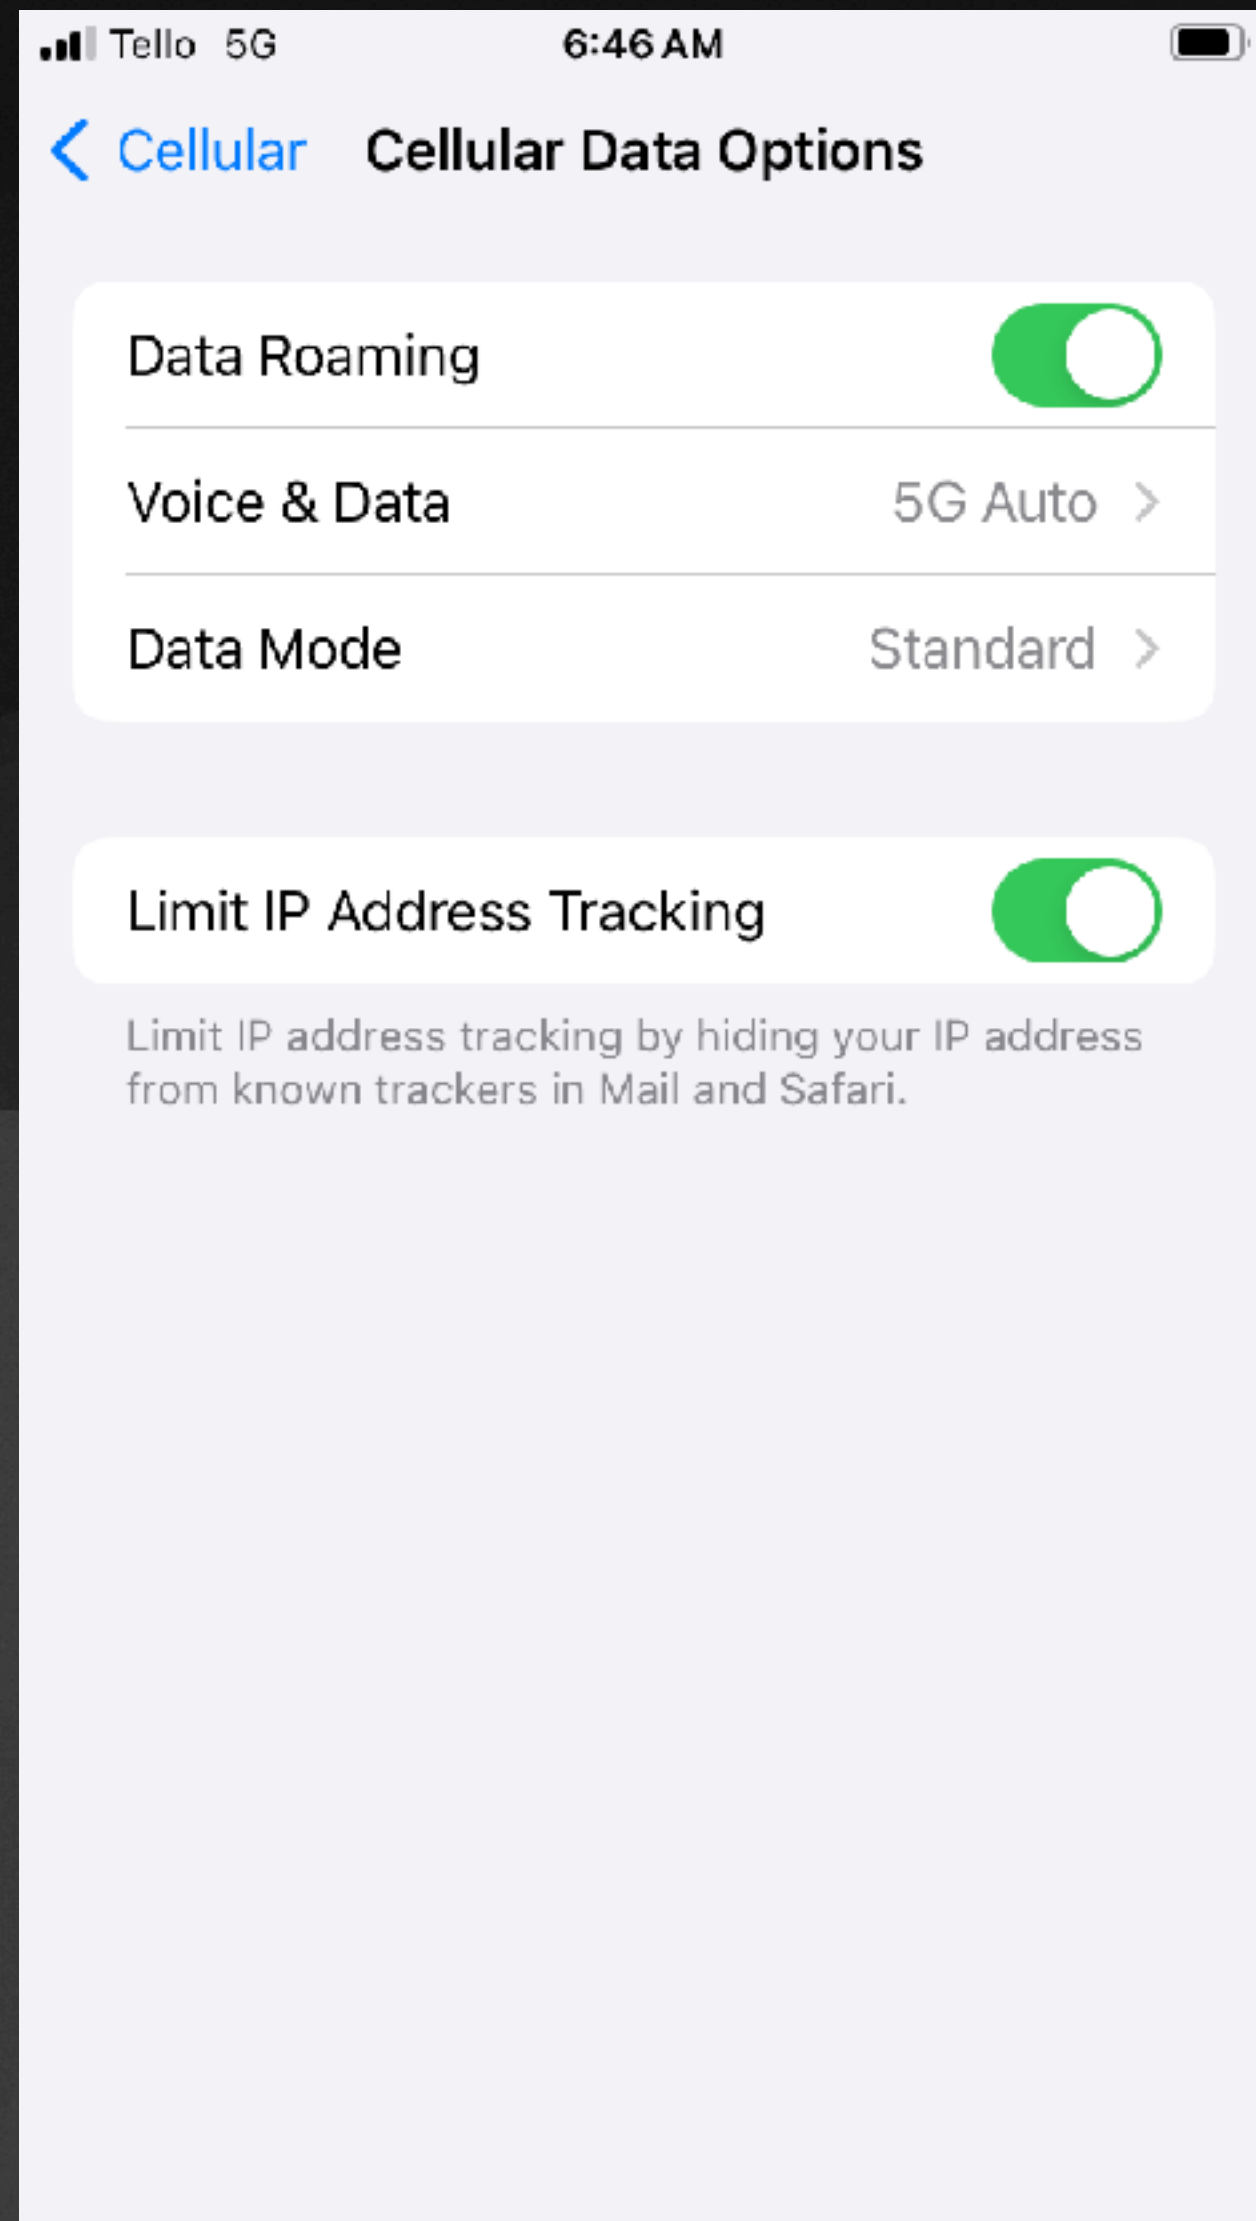 Tello 5G 6:46 AM
Cellular Cellular Data Options
Data Roaming
Voice & Data 5G Auto
Data Mode Standard
Limit IP Address Tracking
Limit IP address tracking by hiding your IP address
from known trackers in Mail and Safari.